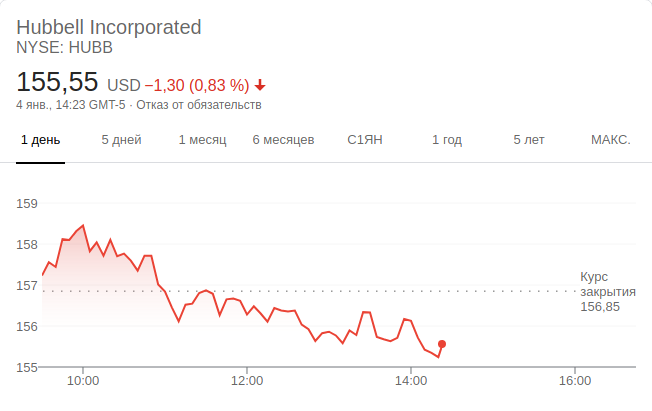 Hubbell Incorporated
NYSE: HUBB
155,55 USD −1,30 (0,83 %)
4 янв., 14:23 GMT-5 · Отказ от обязательств
1 день 5 дней 1 месяц 6 месяцев С1ЯН 1 год 5 лет МАКС.
159
158
157
156
155
Курс
закрытия
156,85
10:00 12:00 14:00 16:00